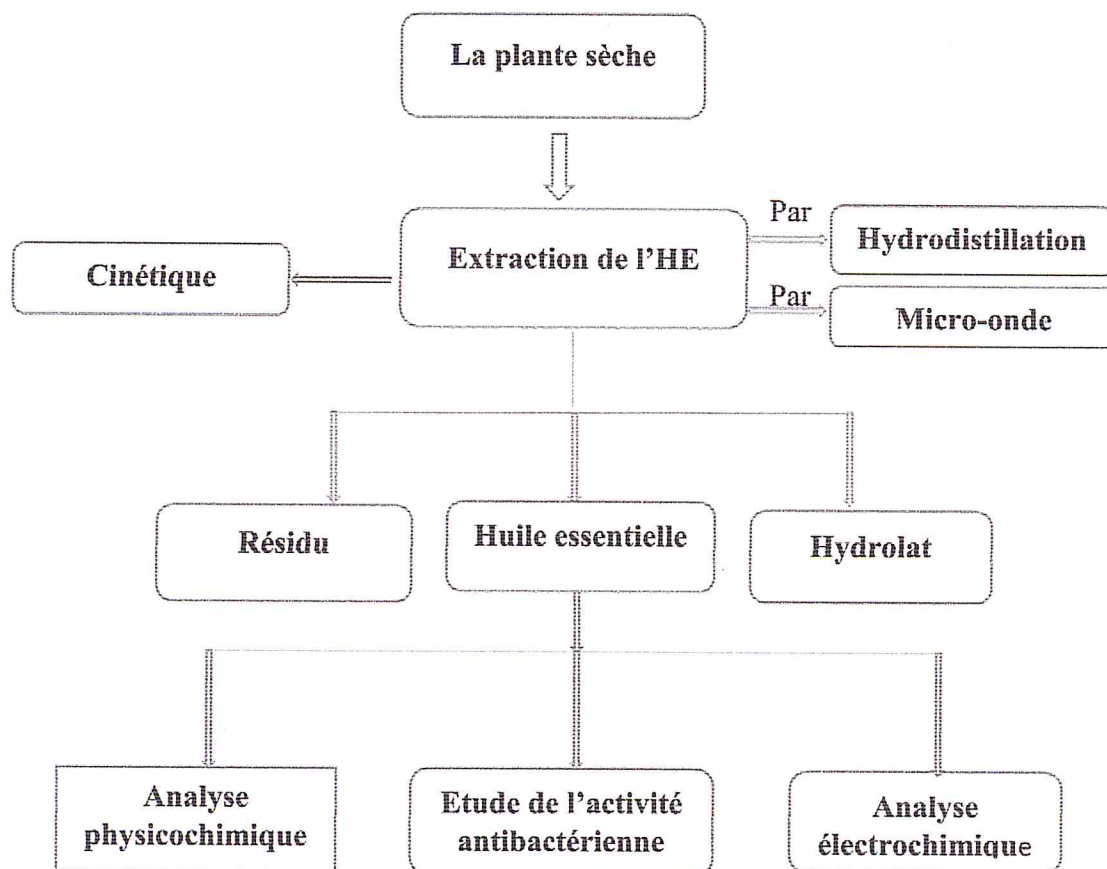 La plante sèche
Par
Extraction de l'HE
Hydrodistillation
Cinétique
Par
Micro-onde
Résidu
Huile essentielle
Hydrolat
Analyse
physicochimique
Etude de l'activité
antibactérienne
Analyse
électrochimique